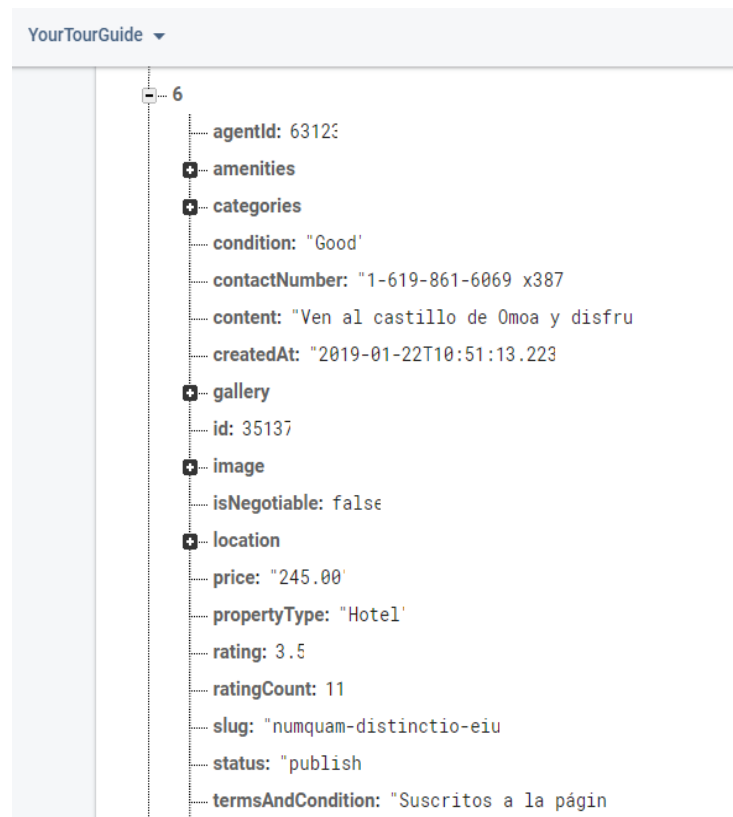 YourTourGuide
6
agentId: 63123
amenities
categories
condition: "Good"
contactNumber: "1-619-861-6069 x387
content: "Ven al castillo de Omoa y disfru
createdAt: "2019-01-22T10:51:13.223
gallery
id: 35137
image
isNegotiable: false
location
price: "245.00"
propertyType: "Hotel"
rating: 3.5
ratingCount: 11
slug: "numquam-distinctio-eiu
status: "publish
termsAndCondition: "Suscritos a la págin